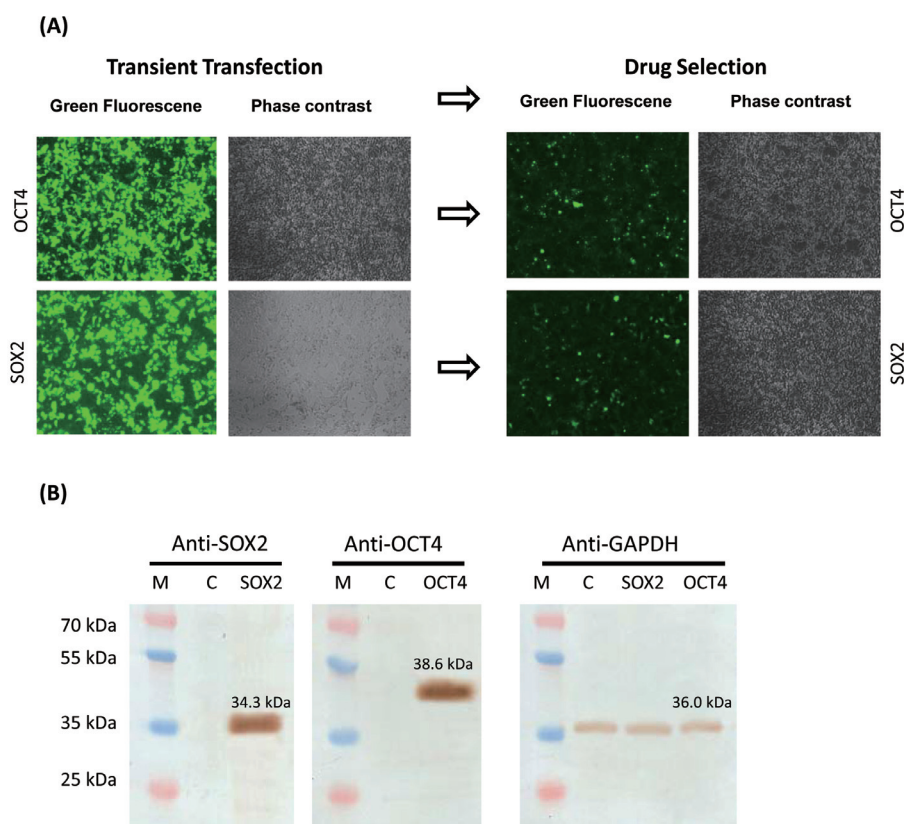 (A)
Transient Transfection
Drug Selection
Green Fluorescene
Phase contrast
Green Fluorescene
Phase contrast
OCT4
OCT4
SOX2
SOX2
(B)
Anti-SOX2
Anti-OCT4
Anti-GAPDH
M C SOX2
M C OCT4
M C SOX2 OCT4
70 kDa
55 kDa
35 kDa
25 kDa
34.3 kDa
38.6 kDa
36.0 kDa